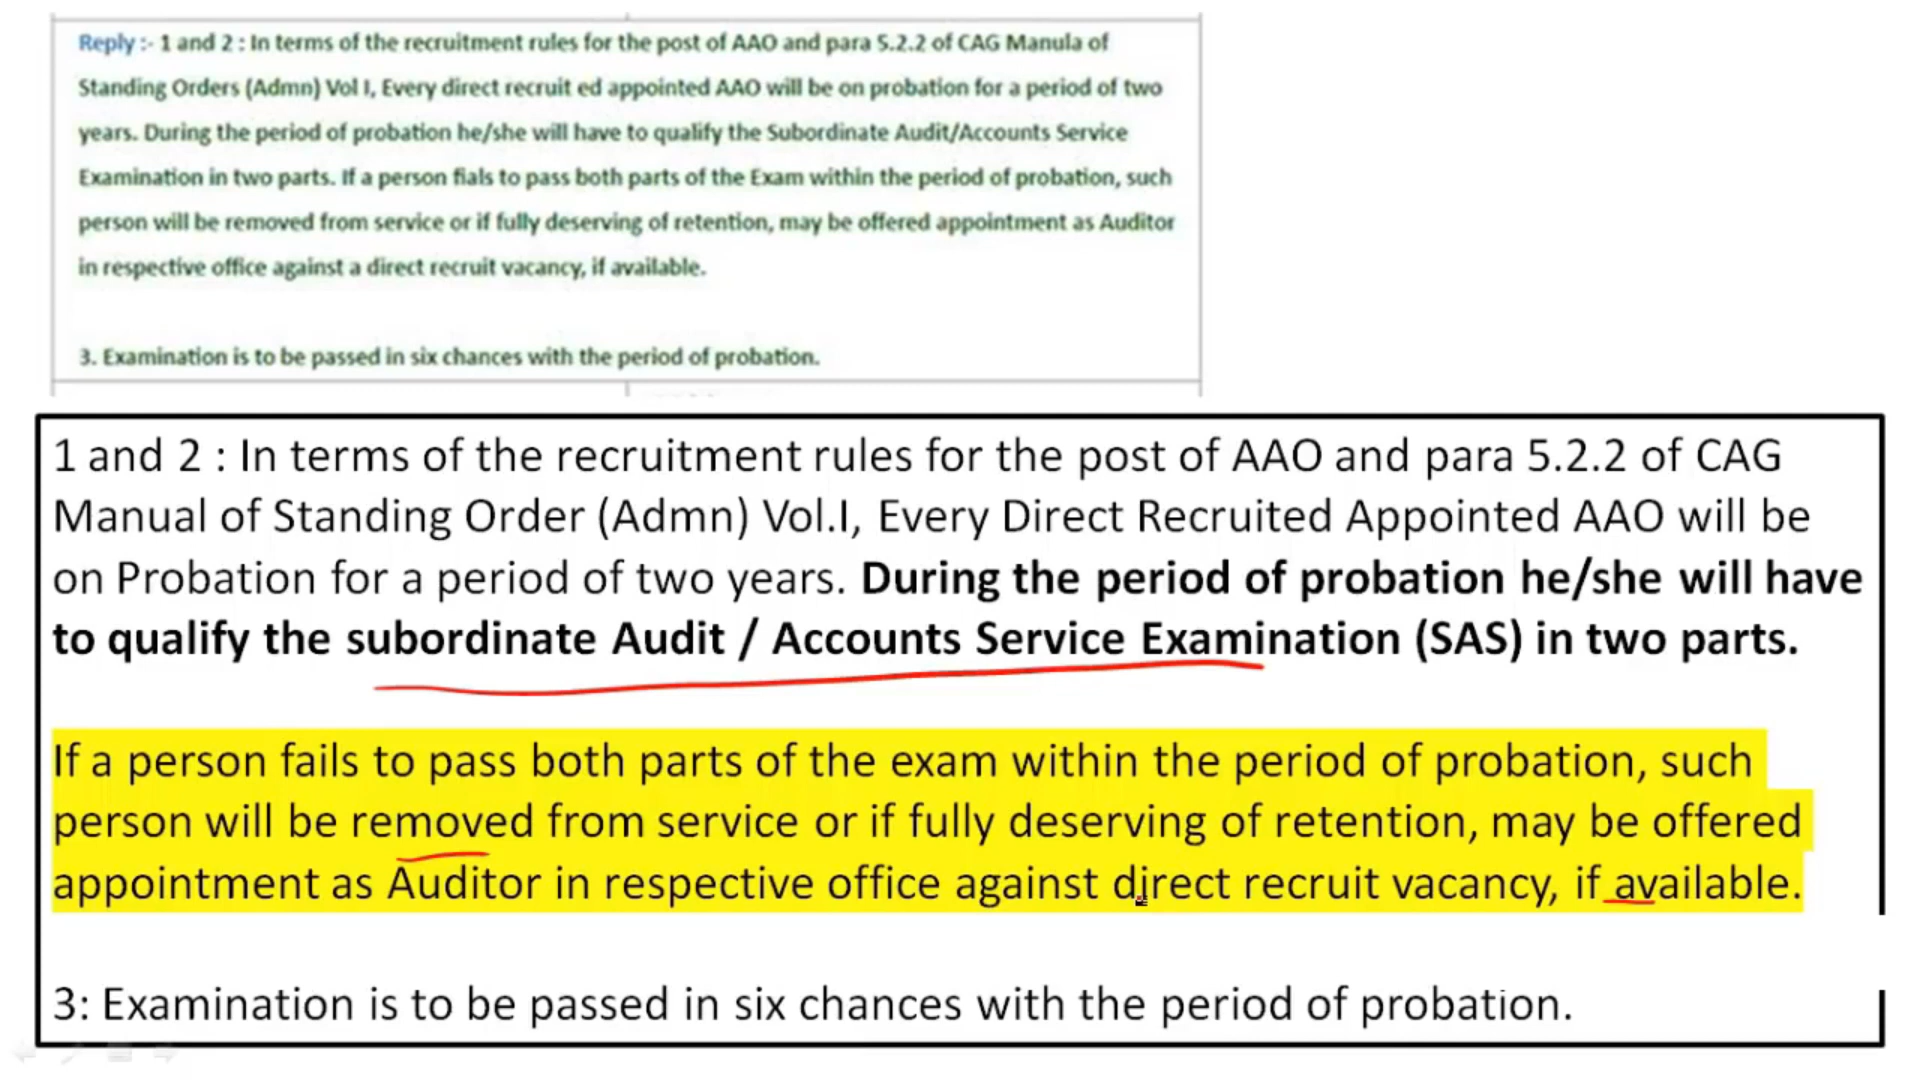 Reply :- 1 and 2 : In terms of the recruitment rules for the post of AAO and para 5.2.2 of CAG Manula of
Standing Orders (Admn) Vol I, Every direct recruit ed appointed AAO will be on probation for a period of two
years. During the period of probation he/she will have to qualify the Subordinate Audit/Accounts Service
Examination in two parts. If a person fials to pass both parts of the Exam within the period of probation, such
person will be removed from service or if fully deserving of retention, may be offered appointment as Auditor
in respective office against a direct recruit vacancy, if available.
3. Examination is to be passed in six chances with the period of probation.
1 and 2 : In terms of the recruitment rules for the post of AAO and para 5.2.2 of CAG
Manual of Standing Order (Admn) Vol.I, Every Direct Recruited Appointed AAO will be
on Probation for a period of two years. During the period of probation he/she will have
to qualify the subordinate Audit / Accounts Service Examination (SAS) in two parts.
If a person fails to pass both parts of the exam within the period of probation, such
person will be removed from service or if fully deserving of retention, may be offered
appointment as Auditor in respective office against direct recruit vacancy, if available.
3: Examination is to be passed in six chances with the period of probation.